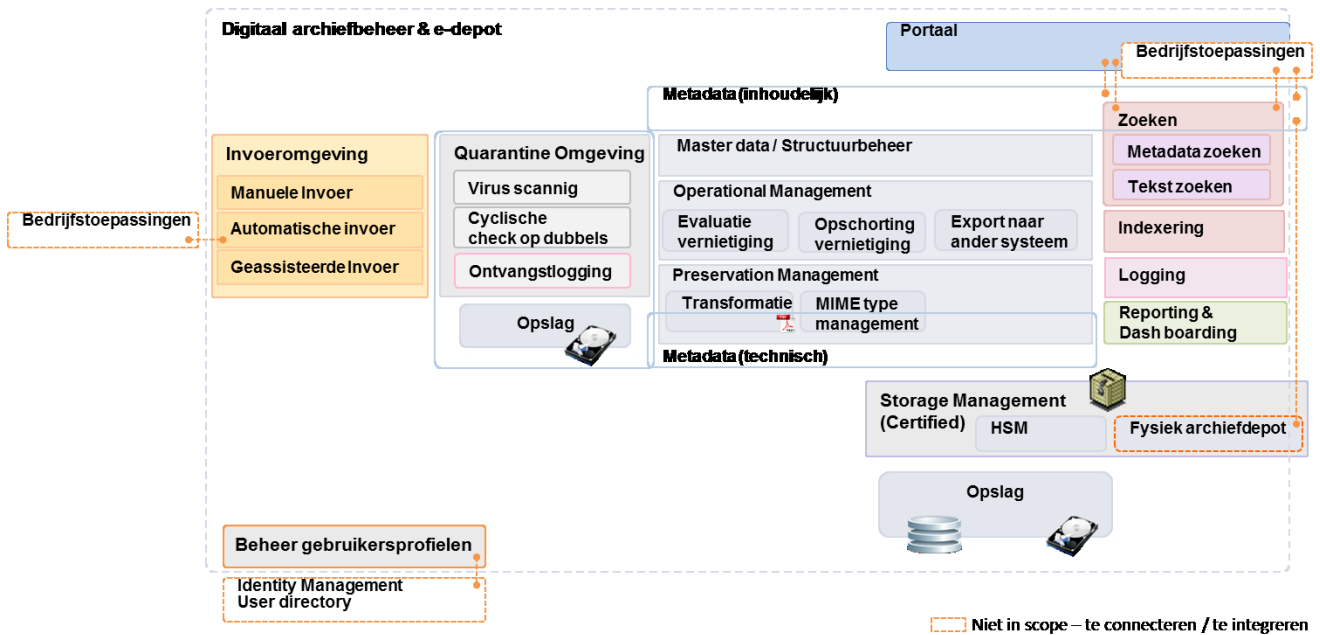 Digitaal archiefbeheer & e-depot
Portaal
Bedrijfstoepassingen
Metadata (inhoudelijk)
Zoeken
Metadata zoeken
Tekst zoeken
Invoeromgeving
Manuele Invoer
Automatische invoer
Geassisteerde Invoer
Bedrijfstoepassingen
Quarantine Omgeving
Virus scannig
Cyclische
check op dubbels
Ontvangstlogging
Opslag
Master data / Structuurbeheer
Operational Management
Evaluatie
vernietiging
Opschorting
vernietiging
Export naar
ander systeem
Preservation Management
Transformatie
MIME type
management
Metadata (technisch)
Indexering
Logging
Reporting &
Dash boarding
Storage Management
(Certified)
HSM
Fysiek archiefdepot
Opslag
Beheer gebruikersprofielen
Identity Management
User directory
Niet in scope – te connecteren / te integreren